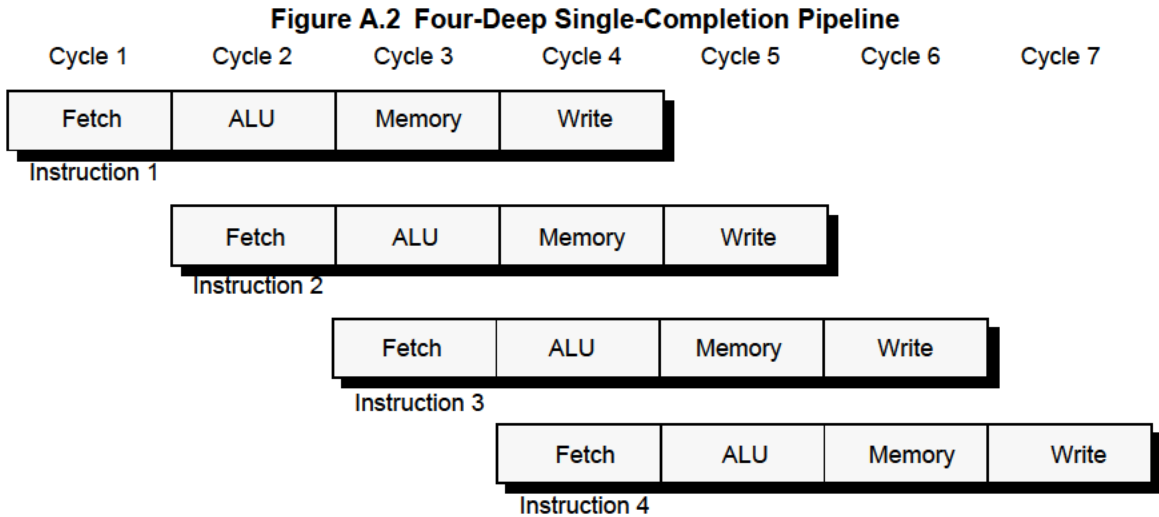 Figure A.2 Four-Deep Single-Completion Pipeline
Cycle 1 Cycle 2 Cycle 3 Cycle 4 Cycle 5 Cycle 6 Cycle 7
Fetch ALU Memory Write
Instruction 1
Fetch ALU Memory Write
Instruction 2
Fetch ALU Memory Write
Instruction 3
Fetch ALU Memory Write
Instruction 4